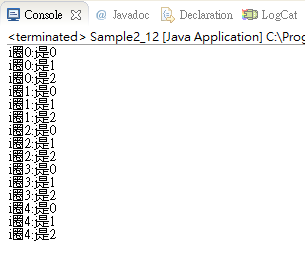 Console Javadoc Declaration LogCat
<terminated> Sample2_12 [Java Application] C:\Prog
i圈0:j是0
i圈0:j是1
i圈0:j是2
i圈1:j是0
i圈1:j是1
i圈1:j是2
i圈2:j是0
i圈2:j是1
i圈2:j是2
i圈3:j是0
i圈3:j是1
i圈3:j是2
i圈4:j是0
i圈4:j是1
i圈4:j是2